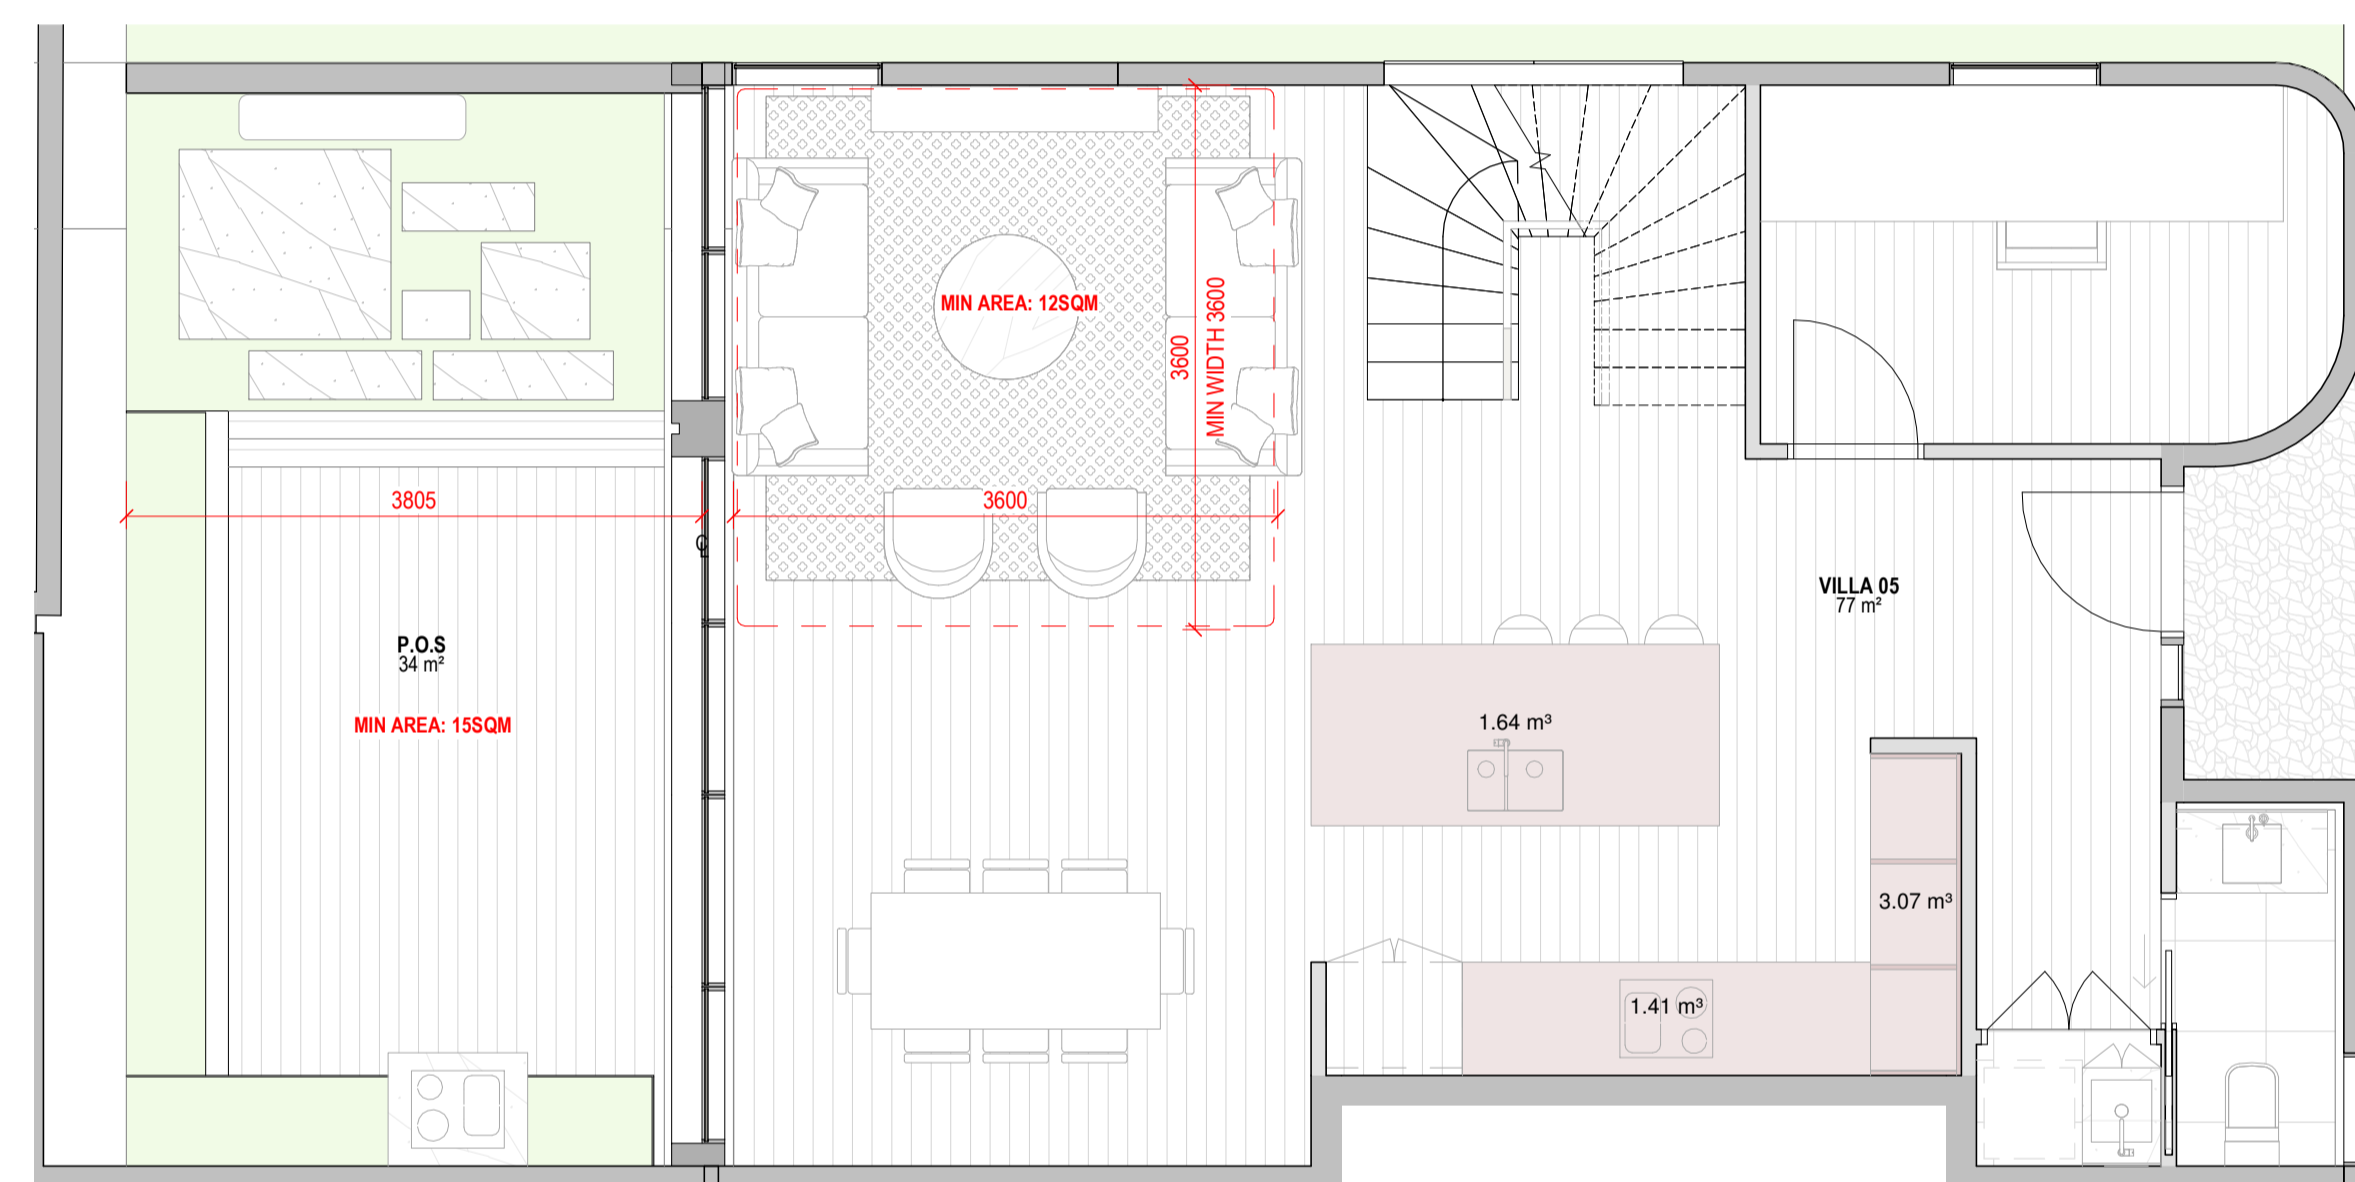 MIN AREA: 12SQM
3600
MIN WIDTH 3600
3805
3600
VILLA 05
77 m²
P.O.S
34 m²
MIN AREA: 15SQM
1.64 m³
3.07 m³
1.41 m³